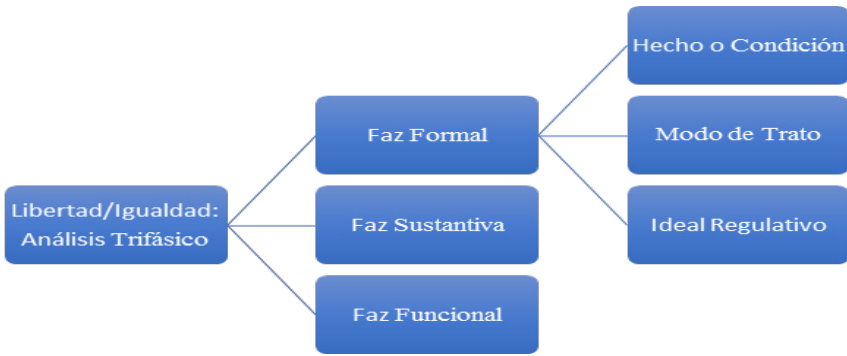 Libertad/Igualdad:
Análisis Trifásico
Faz Formal
Faz Sustantiva
Faz Funcional
Hecho o Condición
Modo de Trato
Ideal Regulativo